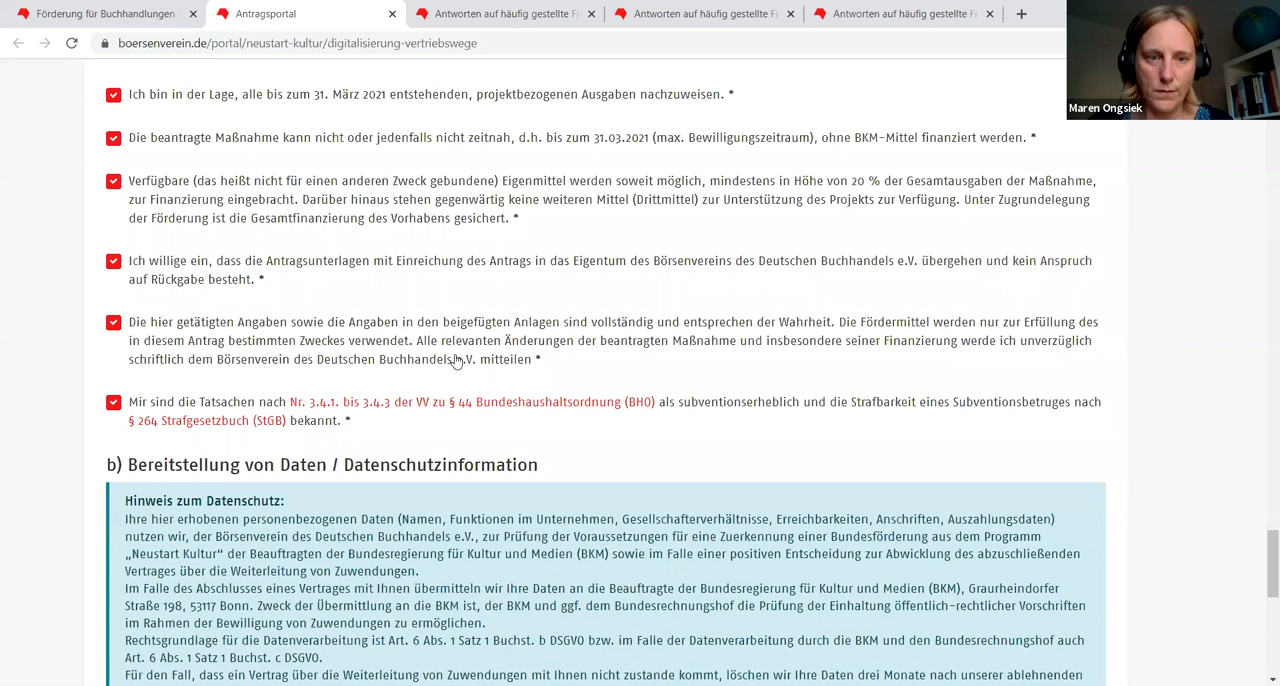 Förderung für Buchhandlungen
Antragsportal
Antworten auf häufig gestellte
Antworten auf häufig gestellte
Antworten auf häufig gestellte
boersenverein.de/portal/neustart-kultur/digitalisierung-vertriebswege
Maren Ongsiek
Ich bin in der Lage, alle bis zum 31. März 2021 entstehenden, projektbezogenen Ausgaben nachzuweisen. *
Die beantragte Maßnahme kann nicht oder jedenfalls nicht zeitnah, d.h. bis zum 31.03.2021 (max. Bewilligungszeitraum), ohne BKM-Mittel finanziert werden. *
Verfügbare (das heißt nicht für einen anderen Zweck gebundene) Eigenmittel werden soweit möglich, mindestens in Höhe von 20 % der Gesamtausgaben der Maßnahme,
zur Finanzierung eingebracht. Darüber hinaus stehen gegenwärtig keine weiteren Mittel (Drittmittel) zur Unterstützung des Projekts zur Verfügung. Unter Zugrundelegung
der Förderung ist die Gesamtfinanzierung des Vorhabens gesichert. *
Ich willige ein, dass die Antragsunterlagen mit Einreichung des Antrags in das Eigentum des Börsenvereins des Deutschen Buchhandels e.V. übergehen und kein Anspruch
auf Rückgabe besteht. *
Die hier getätigten Angaben sowie die Angaben in den beigefügten Anlagen sind vollständig und entsprechen der Wahrheit. Die Fördermittel werden nur zur Erfüllung des
in diesem Antrag bestimmten Zweckes verwendet. Alle relevanten Änderungen der beantragten Maßnahme und insbesondere seiner Finanzierung werde ich unverzüglich
schriftlich dem Börsenverein des Deutschen Buchhandels e.V. mitteilen *
Mir sind die Tatsachen nach Nr. 3.4.1. bis 3.4.3 der VV zu § 44 Bundeshaushaltsordnung (BHO) als subventionserheblich und die Strafbarkeit eines Subventionsbetruges nach
§ 264 Strafgesetzbuch (StGB) bekannt. *
b) Bereitstellung von Daten / Datenschutzinformation
Hinweis zum Datenschutz:
Ihre hier erhobenen personenbezogenen Daten (Namen, Funktionen im Unternehmen, Gesellschafterverhältnisse, Erreichbarkeiten, Anschriften, Auszahlungsdaten)
nutzen wir, der Börsenverein des Deutschen Buchhandels e.V., zur Prüfung der Voraussetzungen für eine Zuerkennung einer Bundesförderung aus dem Programm
„Neustart Kultur“ der Beauftragten der Bundesregierung für Kultur und Medien (BKM) sowie im Falle einer positiven Entscheidung zur Abwicklung des abzuschließenden
Vertrages über die Weiterleitung von Zuwendungen.
Im Falle des Abschlusses eines Vertrages mit Ihnen übermitteln wir Ihre Daten an die Beauftragte der Bundesregierung für Kultur und Medien (BKM), Graurheindorfer
Straße 198, 53117 Bonn. Zweck der Übermittlung an die BKM ist, der BKM und ggf. dem Bundesrechnungshof die Prüfung der Einhaltung öffentlich-rechtlicher Vorschriften
im Rahmen der Bewilligung von Zuwendungen zu ermöglichen.
Rechtsgrundlage für die Datenverarbeitung ist Art. 6 Abs. 1 Satz 1 Buchst. b DSGVO bzw. im Falle der Datenverarbeitung durch die BKM und den Bundesrechnungshof auch
Art. 6 Abs. 1 Satz 1 Buchst. c DSGVO.
Für den Fall, dass ein Vertrag über die Weiterleitung von Zuwendungen mit Ihnen nicht zustande kommt, löschen wir Ihre Daten drei Monate nach unserer ablehnenden